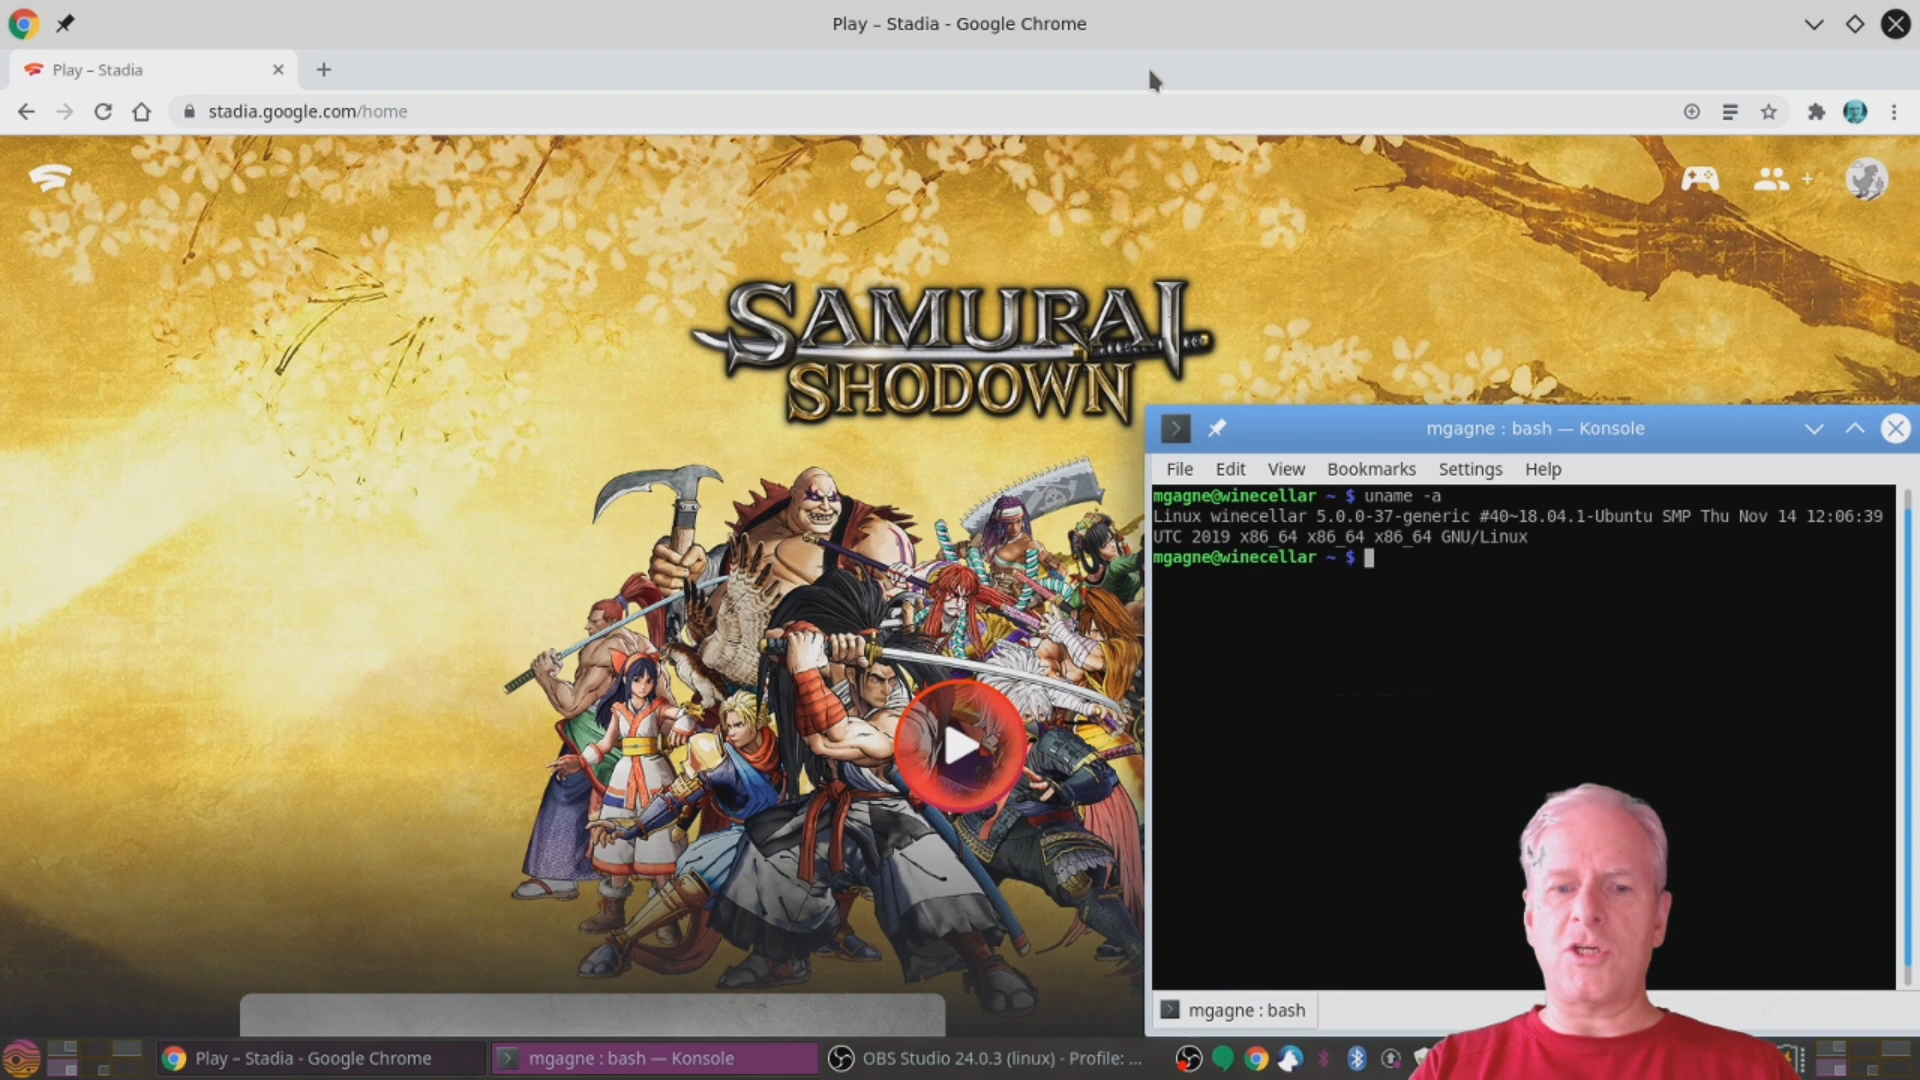 Play – Stadia - Google Chrome
Play – Stadia
stadia.google.com/home
SAMURAI
SHODOWN
mgagne : bash — Konsole
File Edit View Bookmarks Settings Help
mgagne@winecellar ~ $ uname -a
Linux winecellar 5.0.0-37-generic #40~18.04.1-Ubuntu SMP Thu Nov 14 12:06:39
UTC 2019 x86_64 x86_64 x86_64 GNU/Linux
mgagne@winecellar ~ $
mgagne : bash
Play – Stadia - Google Chrome
mgagne : bash — Konsole
OBS Studio 24.0.3 (linux) - Profile: ...